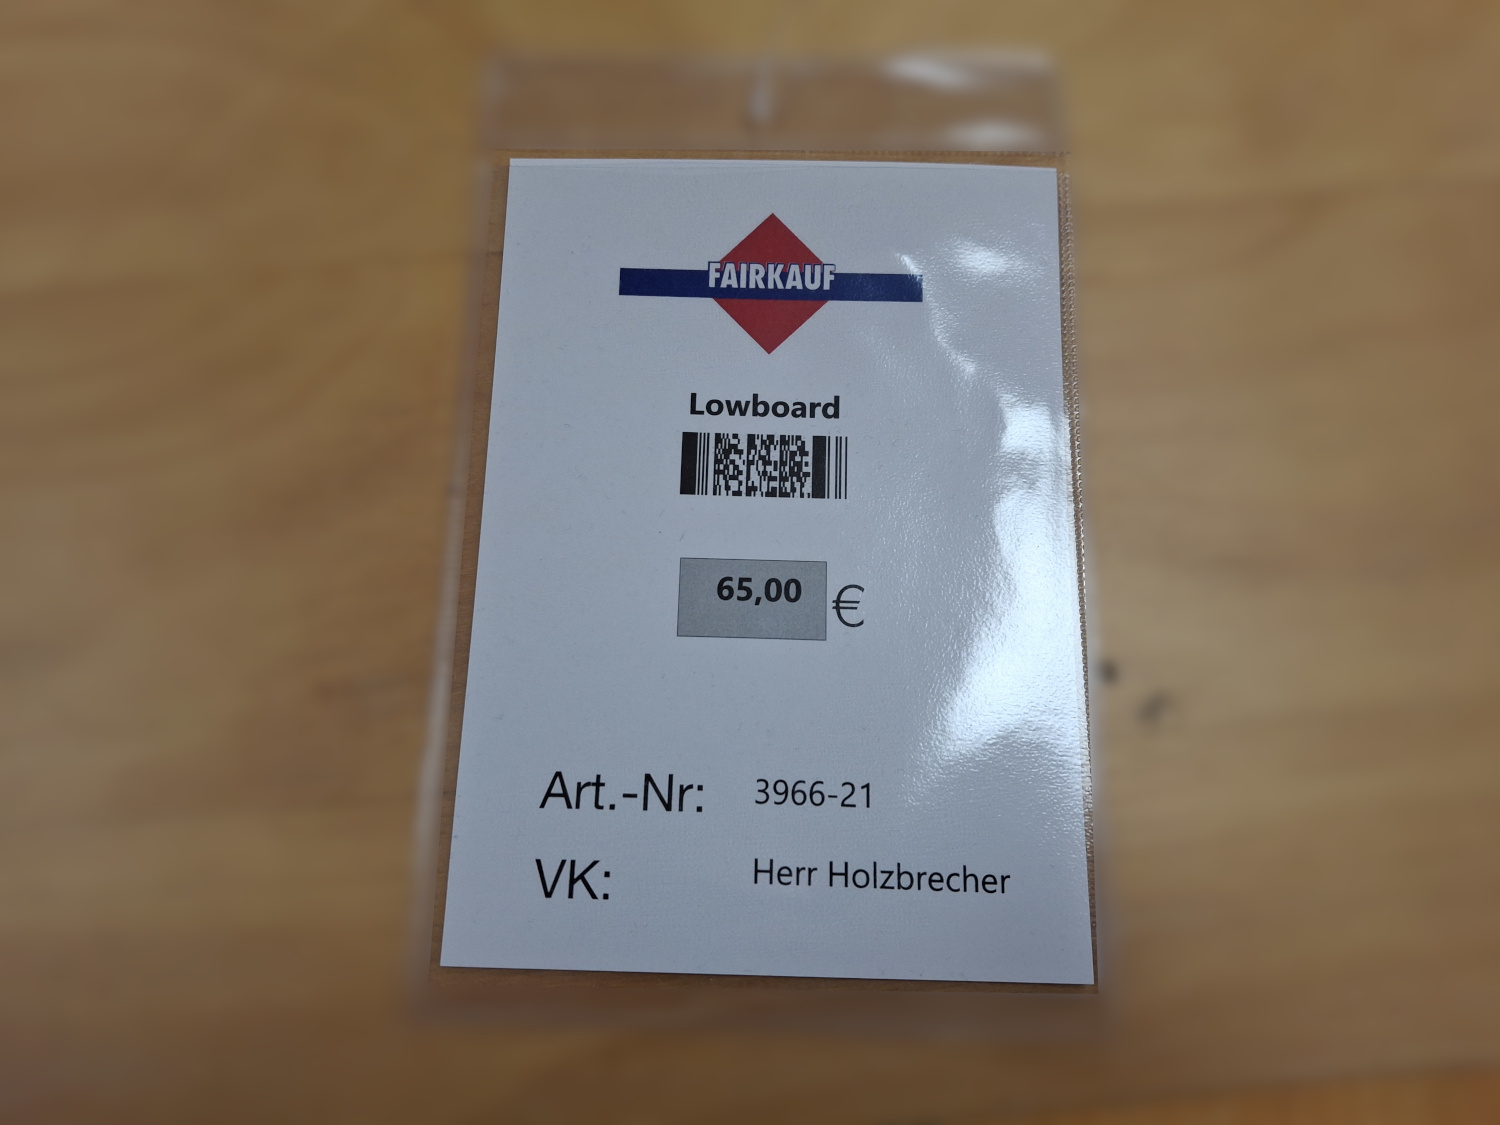 FAIRKAUF
Lowboard
65,00 €
Art.-Nr: 3966-21
VK: Herr Holzbrecher